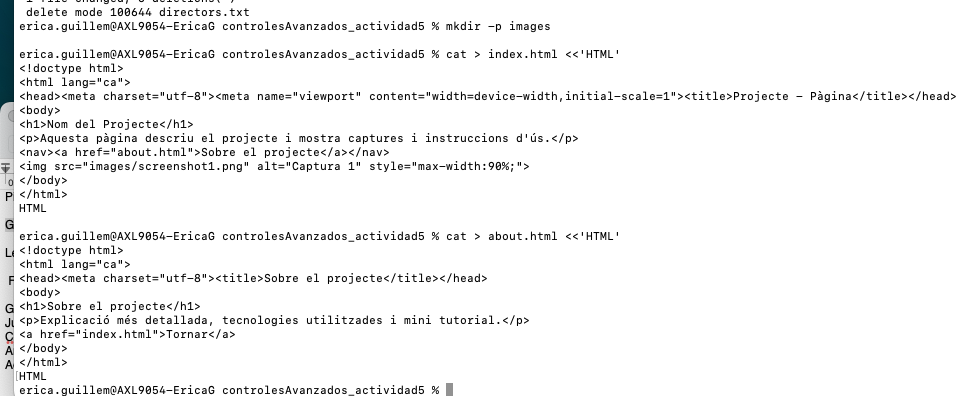 delete mode 100644 directors.txt
erica.guillem@AXL9054-EricaG controlesAvanzados_actividad5 % mkdir -p images
erica.guillem@AXL9054-EricaG controlesAvanzados_actividad5 % cat > index.html <<'HTML'
<!doctype html>
<html lang="ca">
<head><meta charset="utf-8"><meta name="viewport" content="width=device-width,initial-scale=1"><title>Projecte - Pàgina</title></head>
<body>
<h1>Nom del Projecte</h1>
<p>Aquesta pàgina descriu el projecte i mostra captures i instruccions d'ús.</p>
<nav><a href="about.html">Sobre el projecte</a></nav>
<img src="images/screenshot1.png" alt="Captura 1" style="max-width:90%;">
</body>
</html>
HTML
erica.guillem@AXL9054-EricaG controlesAvanzados_actividad5 % cat > about.html <<'HTML'
<!doctype html>
<html lang="ca">
<head><meta charset="utf-8"><title>Sobre el projecte</title></head>
<body>
<h1>Sobre el projecte</h1>
<p>Explicació més detallada, tecnologies utilitzades i mini tutorial.</p>
<a href="index.html">Tornar</a>
</body>
</html>
HTML
erica.guillem@AXL9054-EricaG controlesAvanzados_actividad5 %